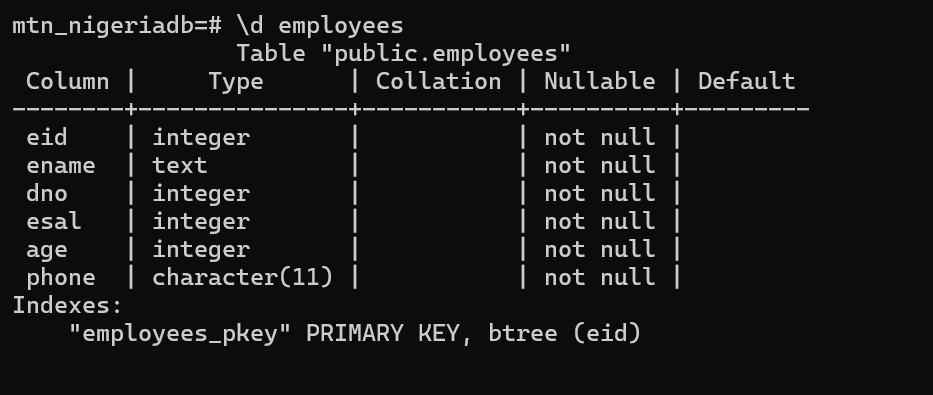 mtn_nigeriadb=# \d employees
                Table "public.employees"
 Column |     Type      | Collation | Nullable | Default
--------+---------------+-----------+----------+---------
 eid    | integer       |           | not null |
 ename  | text          |           | not null |
 dno    | integer       |           | not null |
 esal   | integer       |           | not null |
 age    | integer       |           | not null |
 phone  | character(11) |           | not null |
Indexes:
    "employees_pkey" PRIMARY KEY, btree (eid)